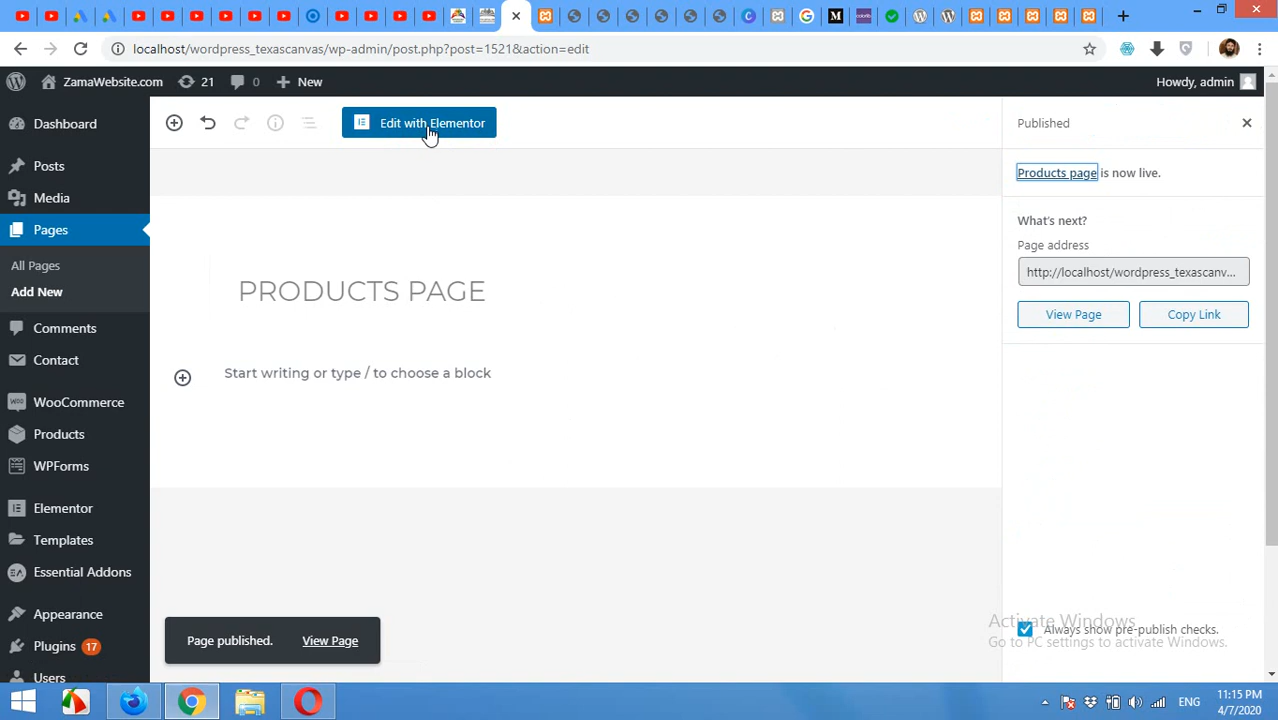 localhost/wordpress_texascanvas/wp-admin/post.php?post=1521&action=edit
ZamaWebsite.com
21
0
New
Howdy, admin
Dashboard
Posts
Media
Pages
All Pages
Add New
Comments
Contact
WooCommerce
Products
WPForms
Elementor
Templates
Essential Addons
Appearance
Plugins
17
Users
Edit with Elementor
PRODUCTS PAGE
Start writing or type / to choose a block
Page published.
View Page
Published
Products page is now live.
What's next?
Page address
http://localhost/wordpress_texascanv...
View Page
Copy Link
Activate Windows
Always show pre-publish checks.
Go to PC settings to activate Windows.
ENG
11:15 PM
4/7/2020